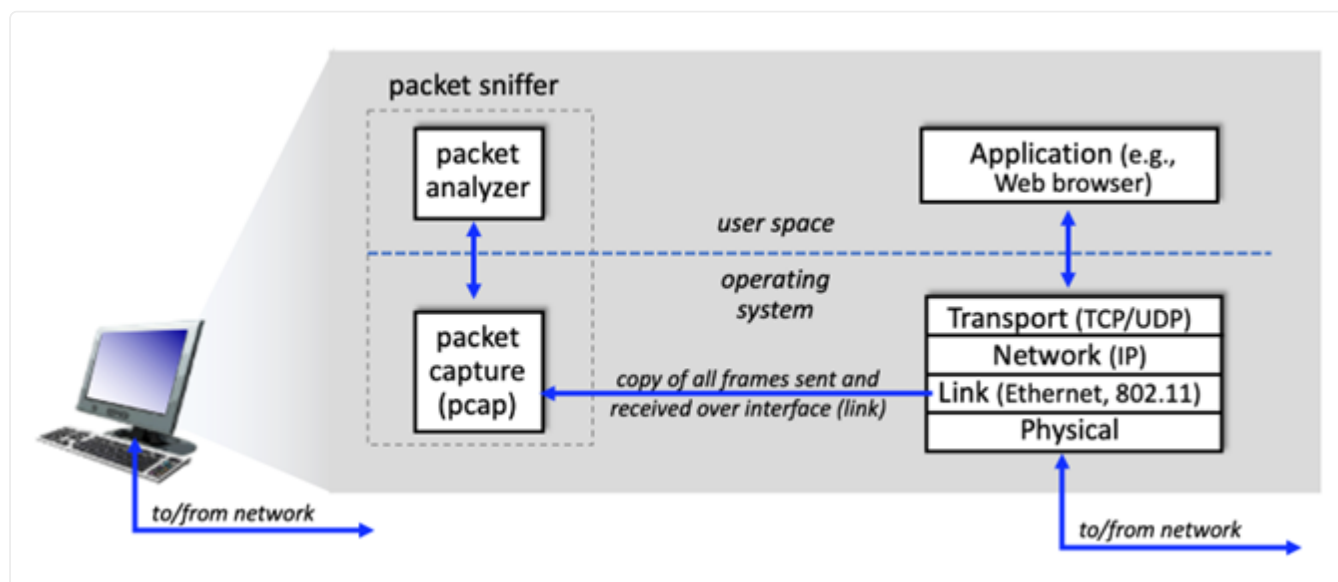 packet sniffer
packet
analyzer
Application (e.g.,
Web browser)
user space
operating
system
packet
capture
(pcap)
copy of all frames sent and
received over interface (link)
Transport (TCP/UDP)
Network (IP)
Link (Ethernet, 802.11)
Physical
to/from network
to/from network